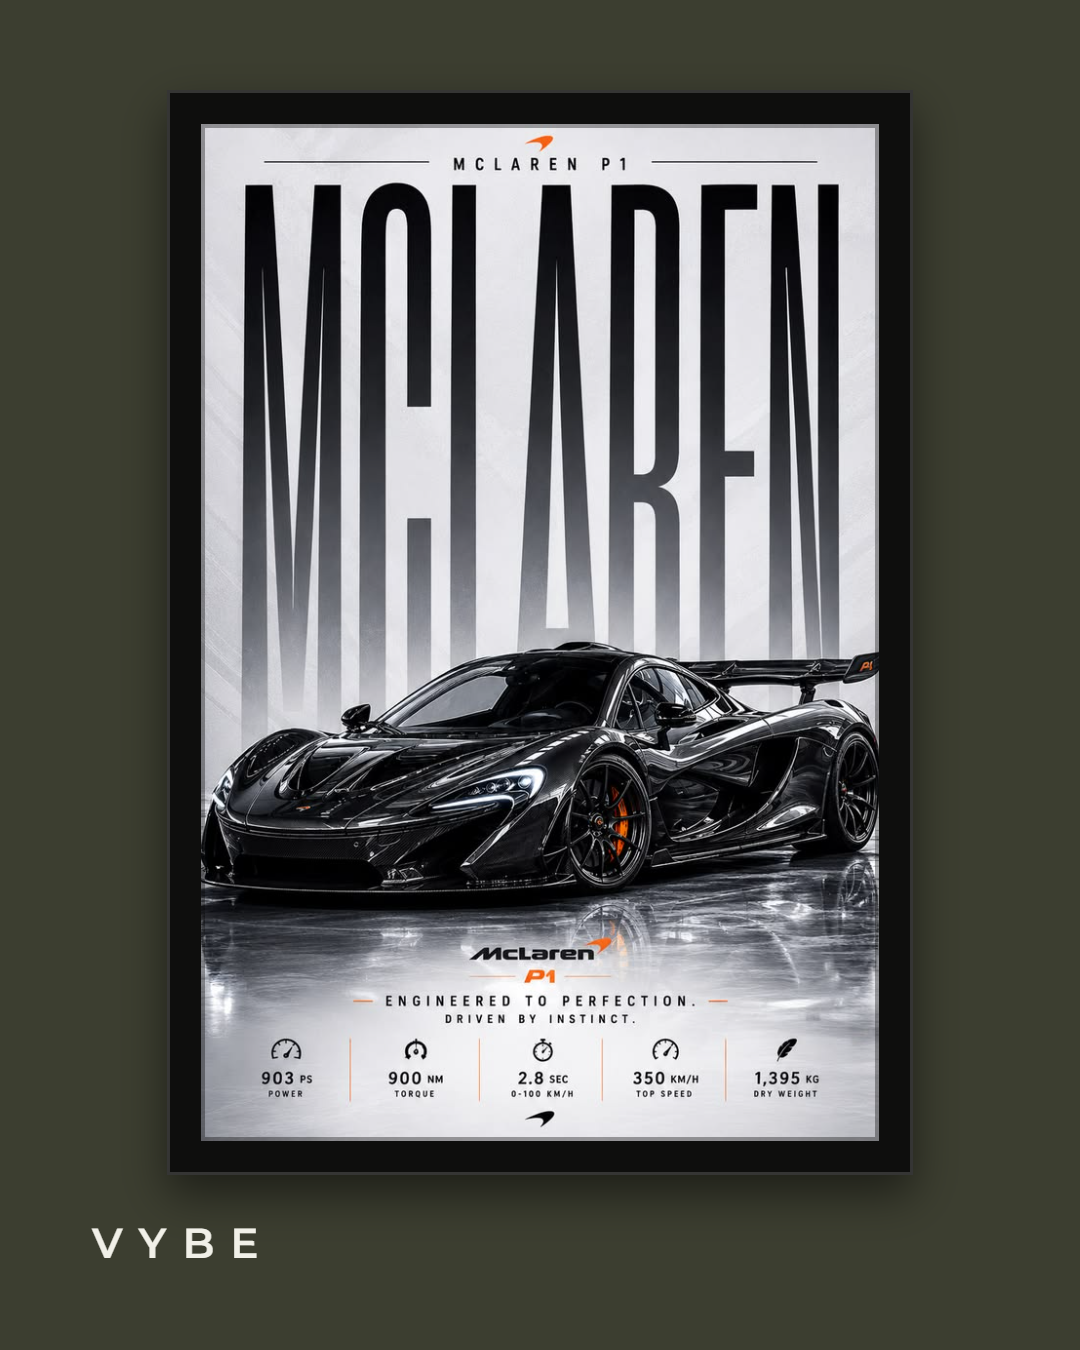 MCLAREN P1
MCLAREN
P1
McLaren
P1
ENGINEERED TO PERFECTION.
DRIVEN BY INSTINCT.
903 PS 900 NM 2.8 SEC 350 KM/H 1,395 KG
POWER TORQUE 0-100 KM/H TOP SPEED DRY WEIGHT
VYBE